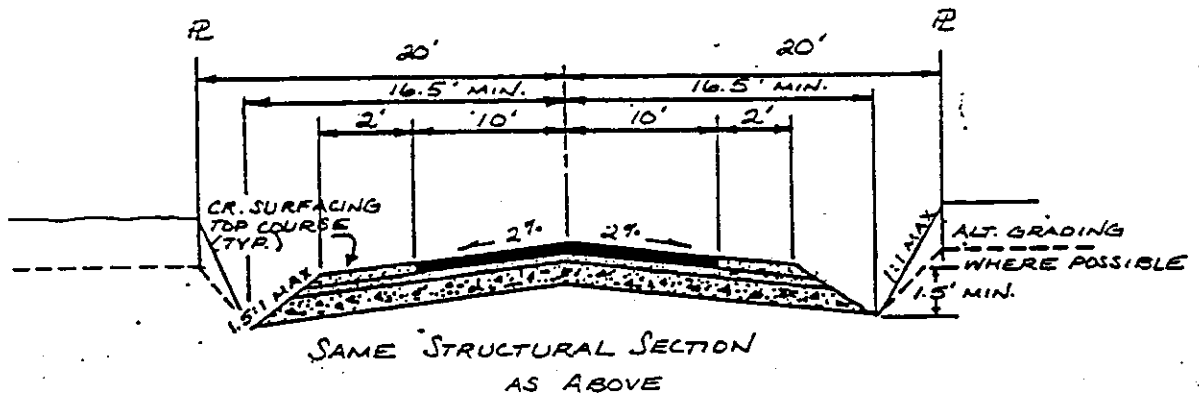 PL PL
20' 20'
16.5' MIN. 16.5' MIN.
2' 10' 10' 2'
CR. SURFACING
TOP COURSE
(TYP.)
2% 2%
1.5:1 MAX
1:1 MAX
ALT. GRADING
WHERE POSSIBLE
1.5' MIN.
SAME STRUCTURAL SECTION
AS ABOVE